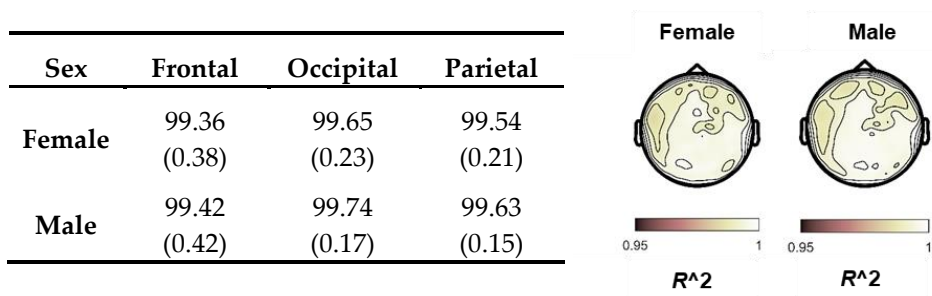 Sex Frontal Occipital Parietal
Female 99.36 99.65 99.54
(0.38) (0.23) (0.21)
Male 99.42 99.74 99.63
(0.42) (0.17) (0.15)
Female Male
0.95 1 0.95 1
R^2 R^2